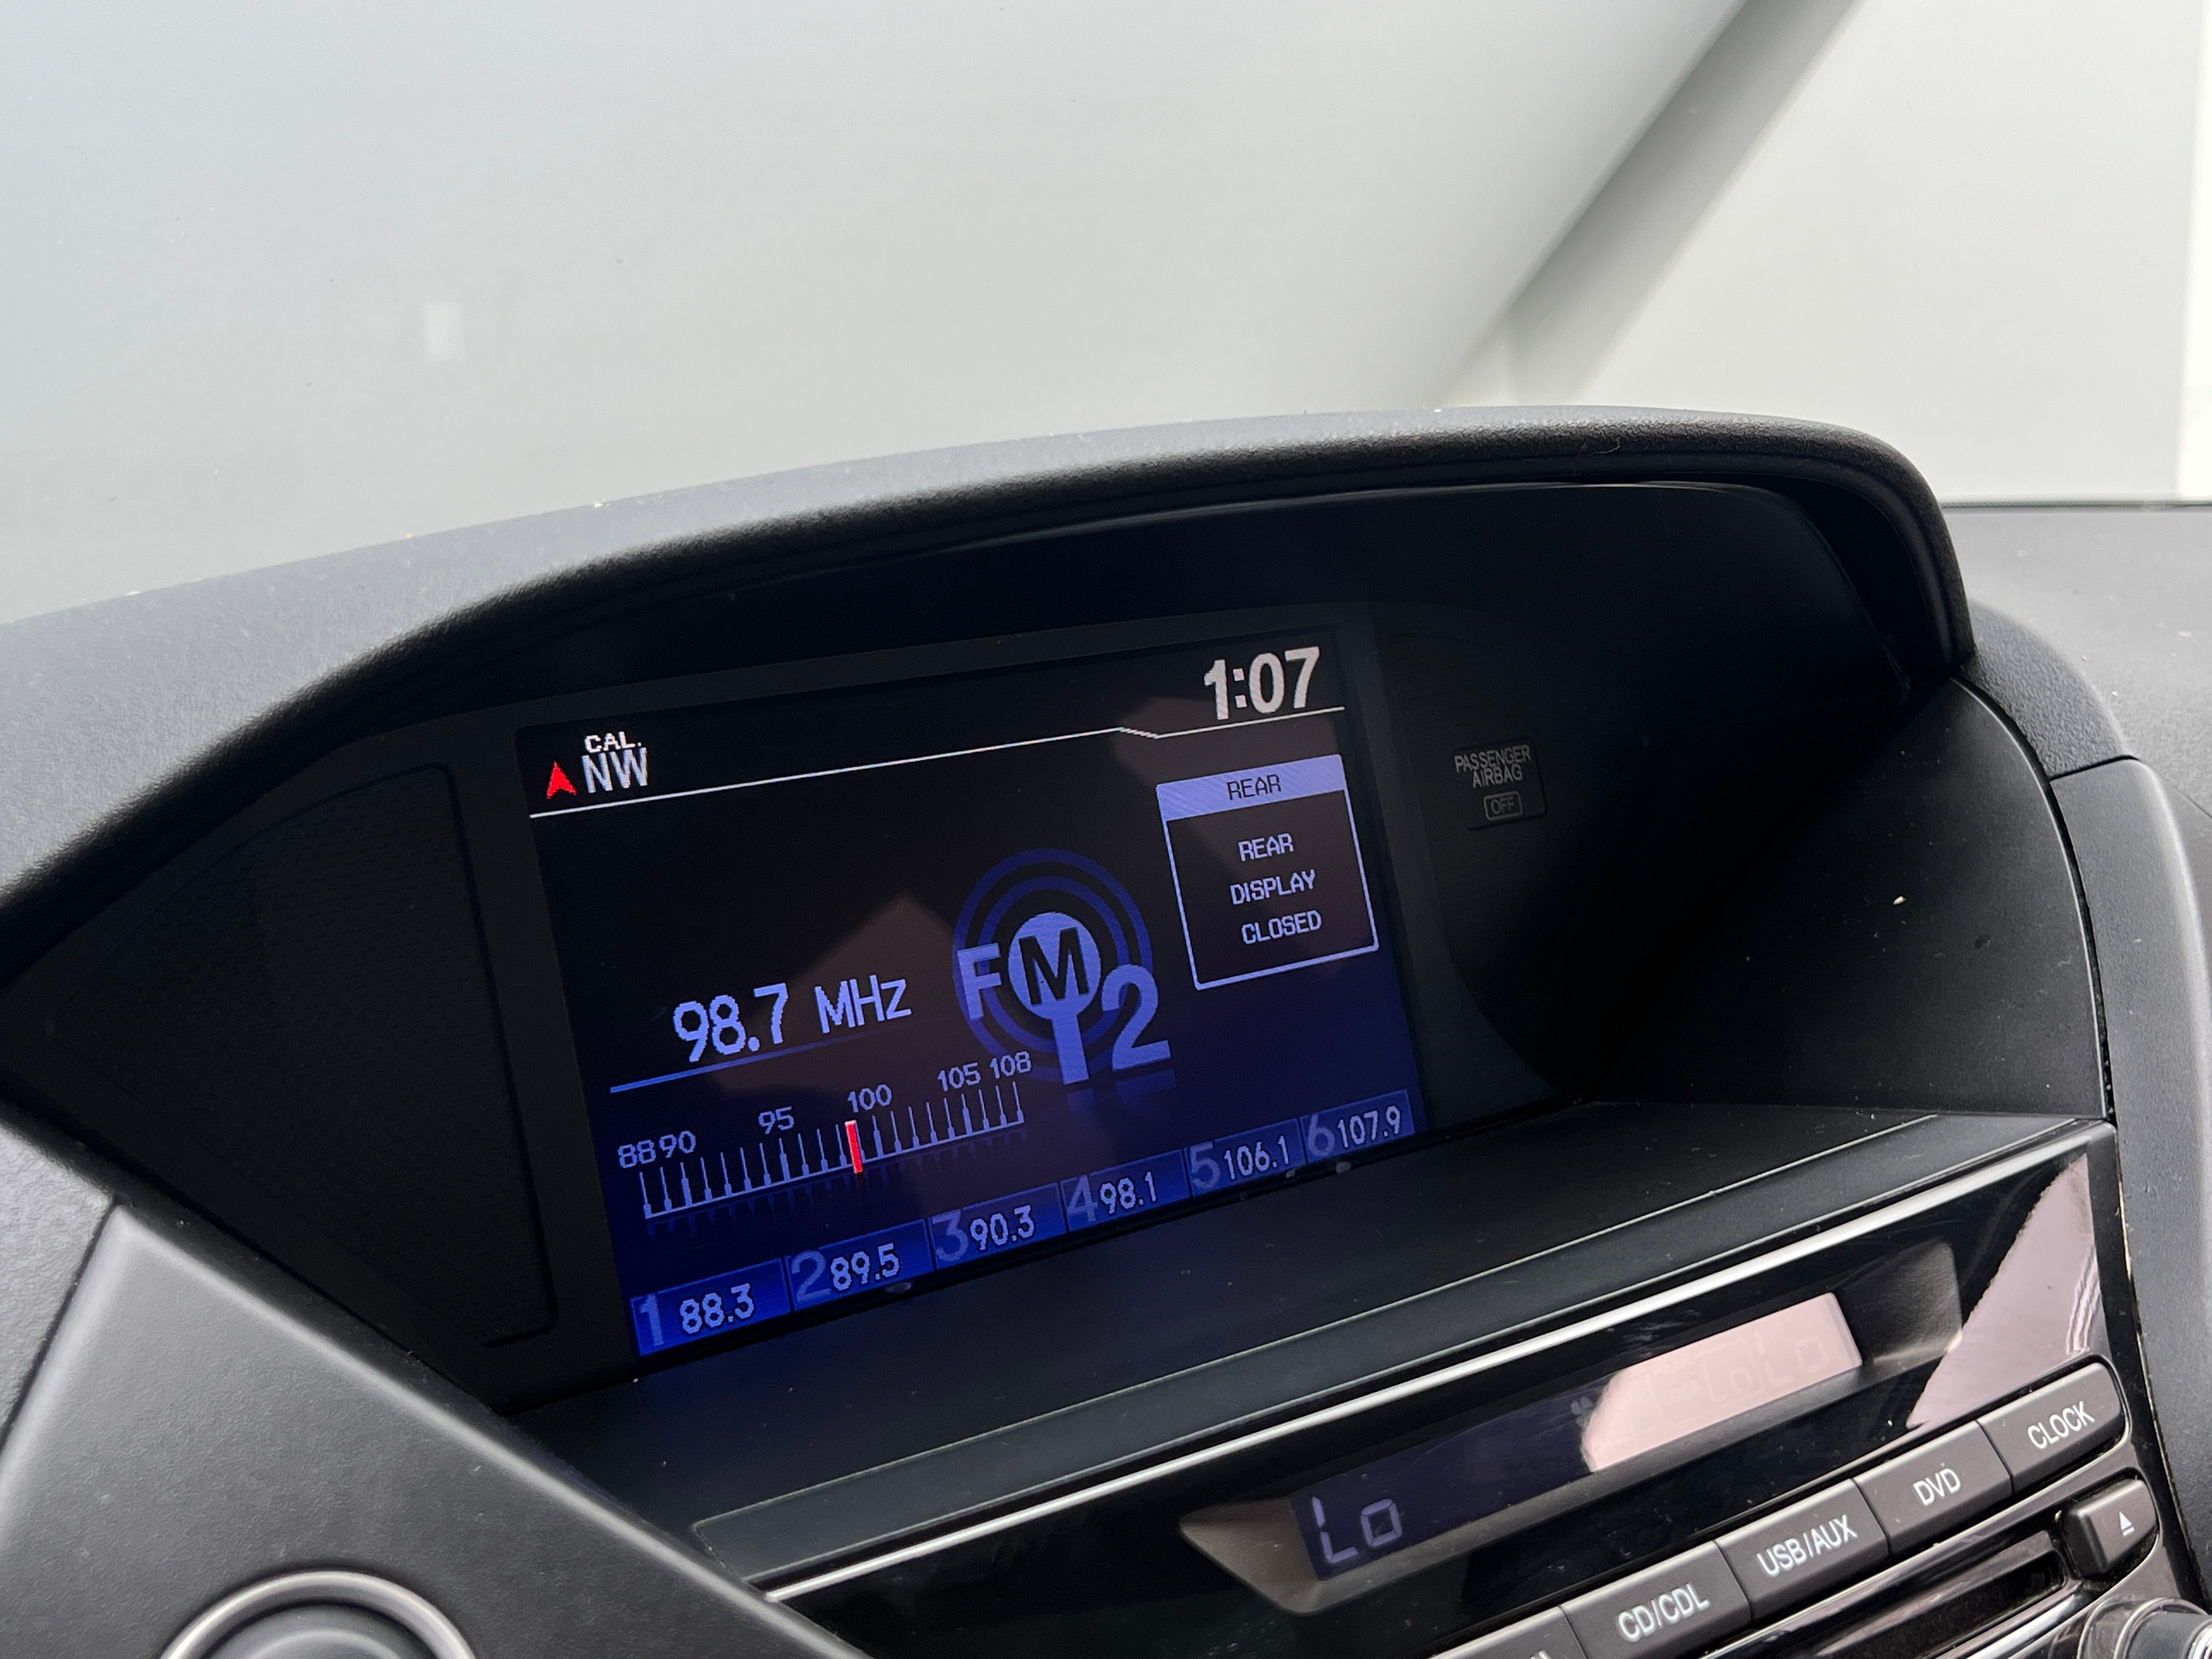 1:07
CAL.
NW
REAR
REAR
DISPLAY
CLOSED
PASSENGER
AIRBAG
OFF
98.7 MHz
FM2
88 90 95 100 105 108
1 88.3 2 89.5 3 90.3 4 98.1 5 106.1 6 107.9
Lo
Lo
CD/CDL USB/AUX DVD CLOCK